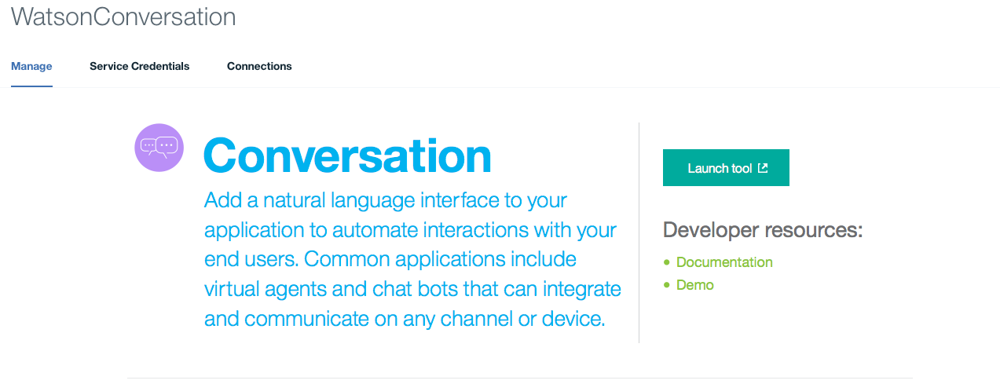 WatsonConversation
Manage
Service Credentials
Connections
Conversation
Add a natural language interface to your
application to automate interactions with your
end users. Common applications include
virtual agents and chat bots that can integrate
and communicate on any channel or device.
Launch tool
Developer resources:
Documentation
Demo